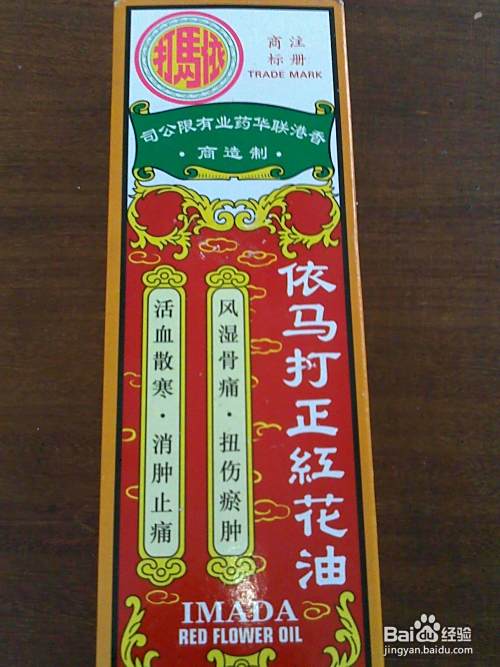 依馬打
注册
商标
TRADE MARK
香港联华药业有限公司
·制造商·
依马打正紅花油
风湿骨痛·扭伤瘀肿
活血散寒·消肿止痛
IMADA
RED FLOWER OIL
Baidu经验
jingyan.baidu.com